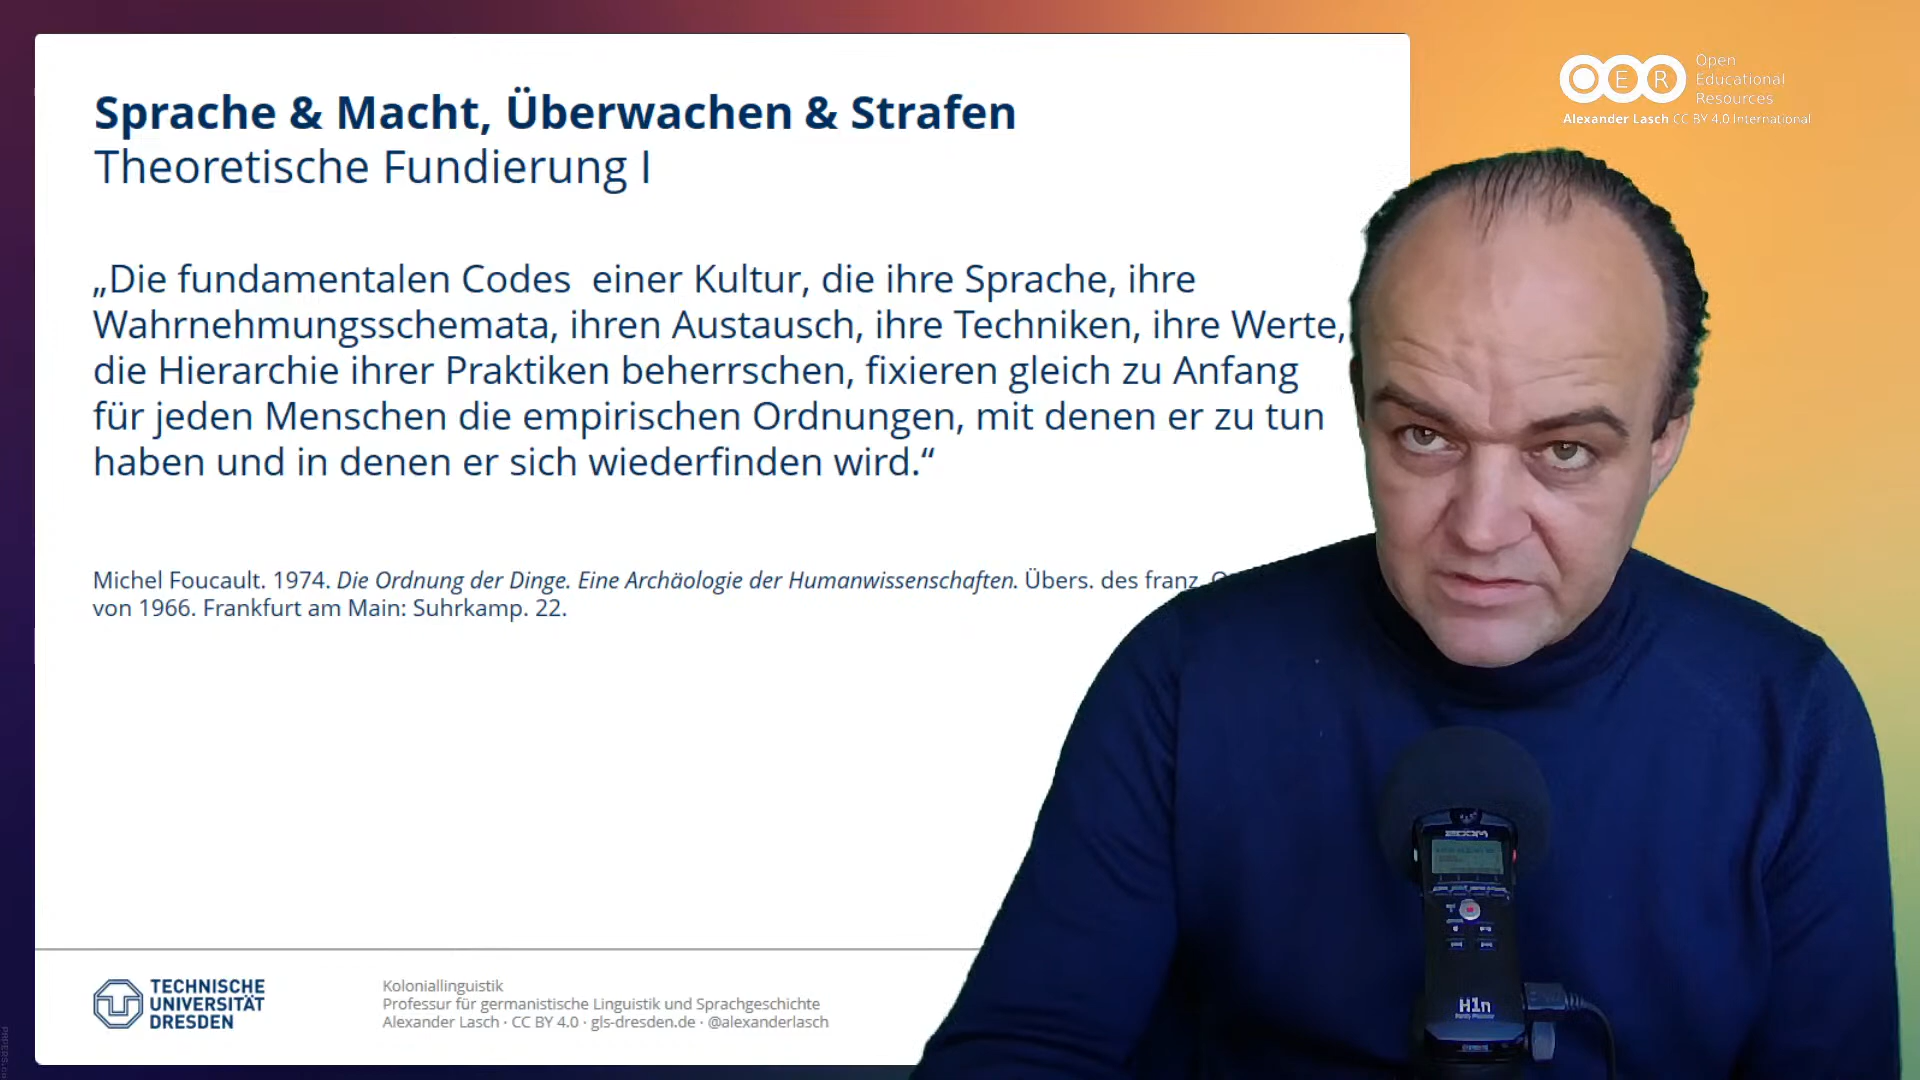 Sprache & Macht, Überwachen & Strafen
Theoretische Fundierung I
„Die fundamentalen Codes einer Kultur, die ihre Sprache, ihre
Wahrnehmungsschemata, ihren Austausch, ihre Techniken, ihre Werte,
die Hierarchie ihrer Praktiken beherrschen, fixieren gleich zu Anfang
für jeden Menschen die empirischen Ordnungen, mit denen er zu tun
haben und in denen er sich wiederfinden wird.“
Michel Foucault. 1974. Die Ordnung der Dinge. Eine Archäologie der Humanwissenschaften. Übers. des franz.
von 1966. Frankfurt am Main: Suhrkamp. 22.
TECHNISCHE
UNIVERSITÄT
DRESDEN
Koloniallinguistik
Professur für germanistische Linguistik und Sprachgeschichte
Alexander Lasch · CC BY 4.0 · gls-dresden.de · @alexanderlasch
OER
Open
Educational
Resources
Alexander Lasch CC BY 4.0 International
zoom
H1n